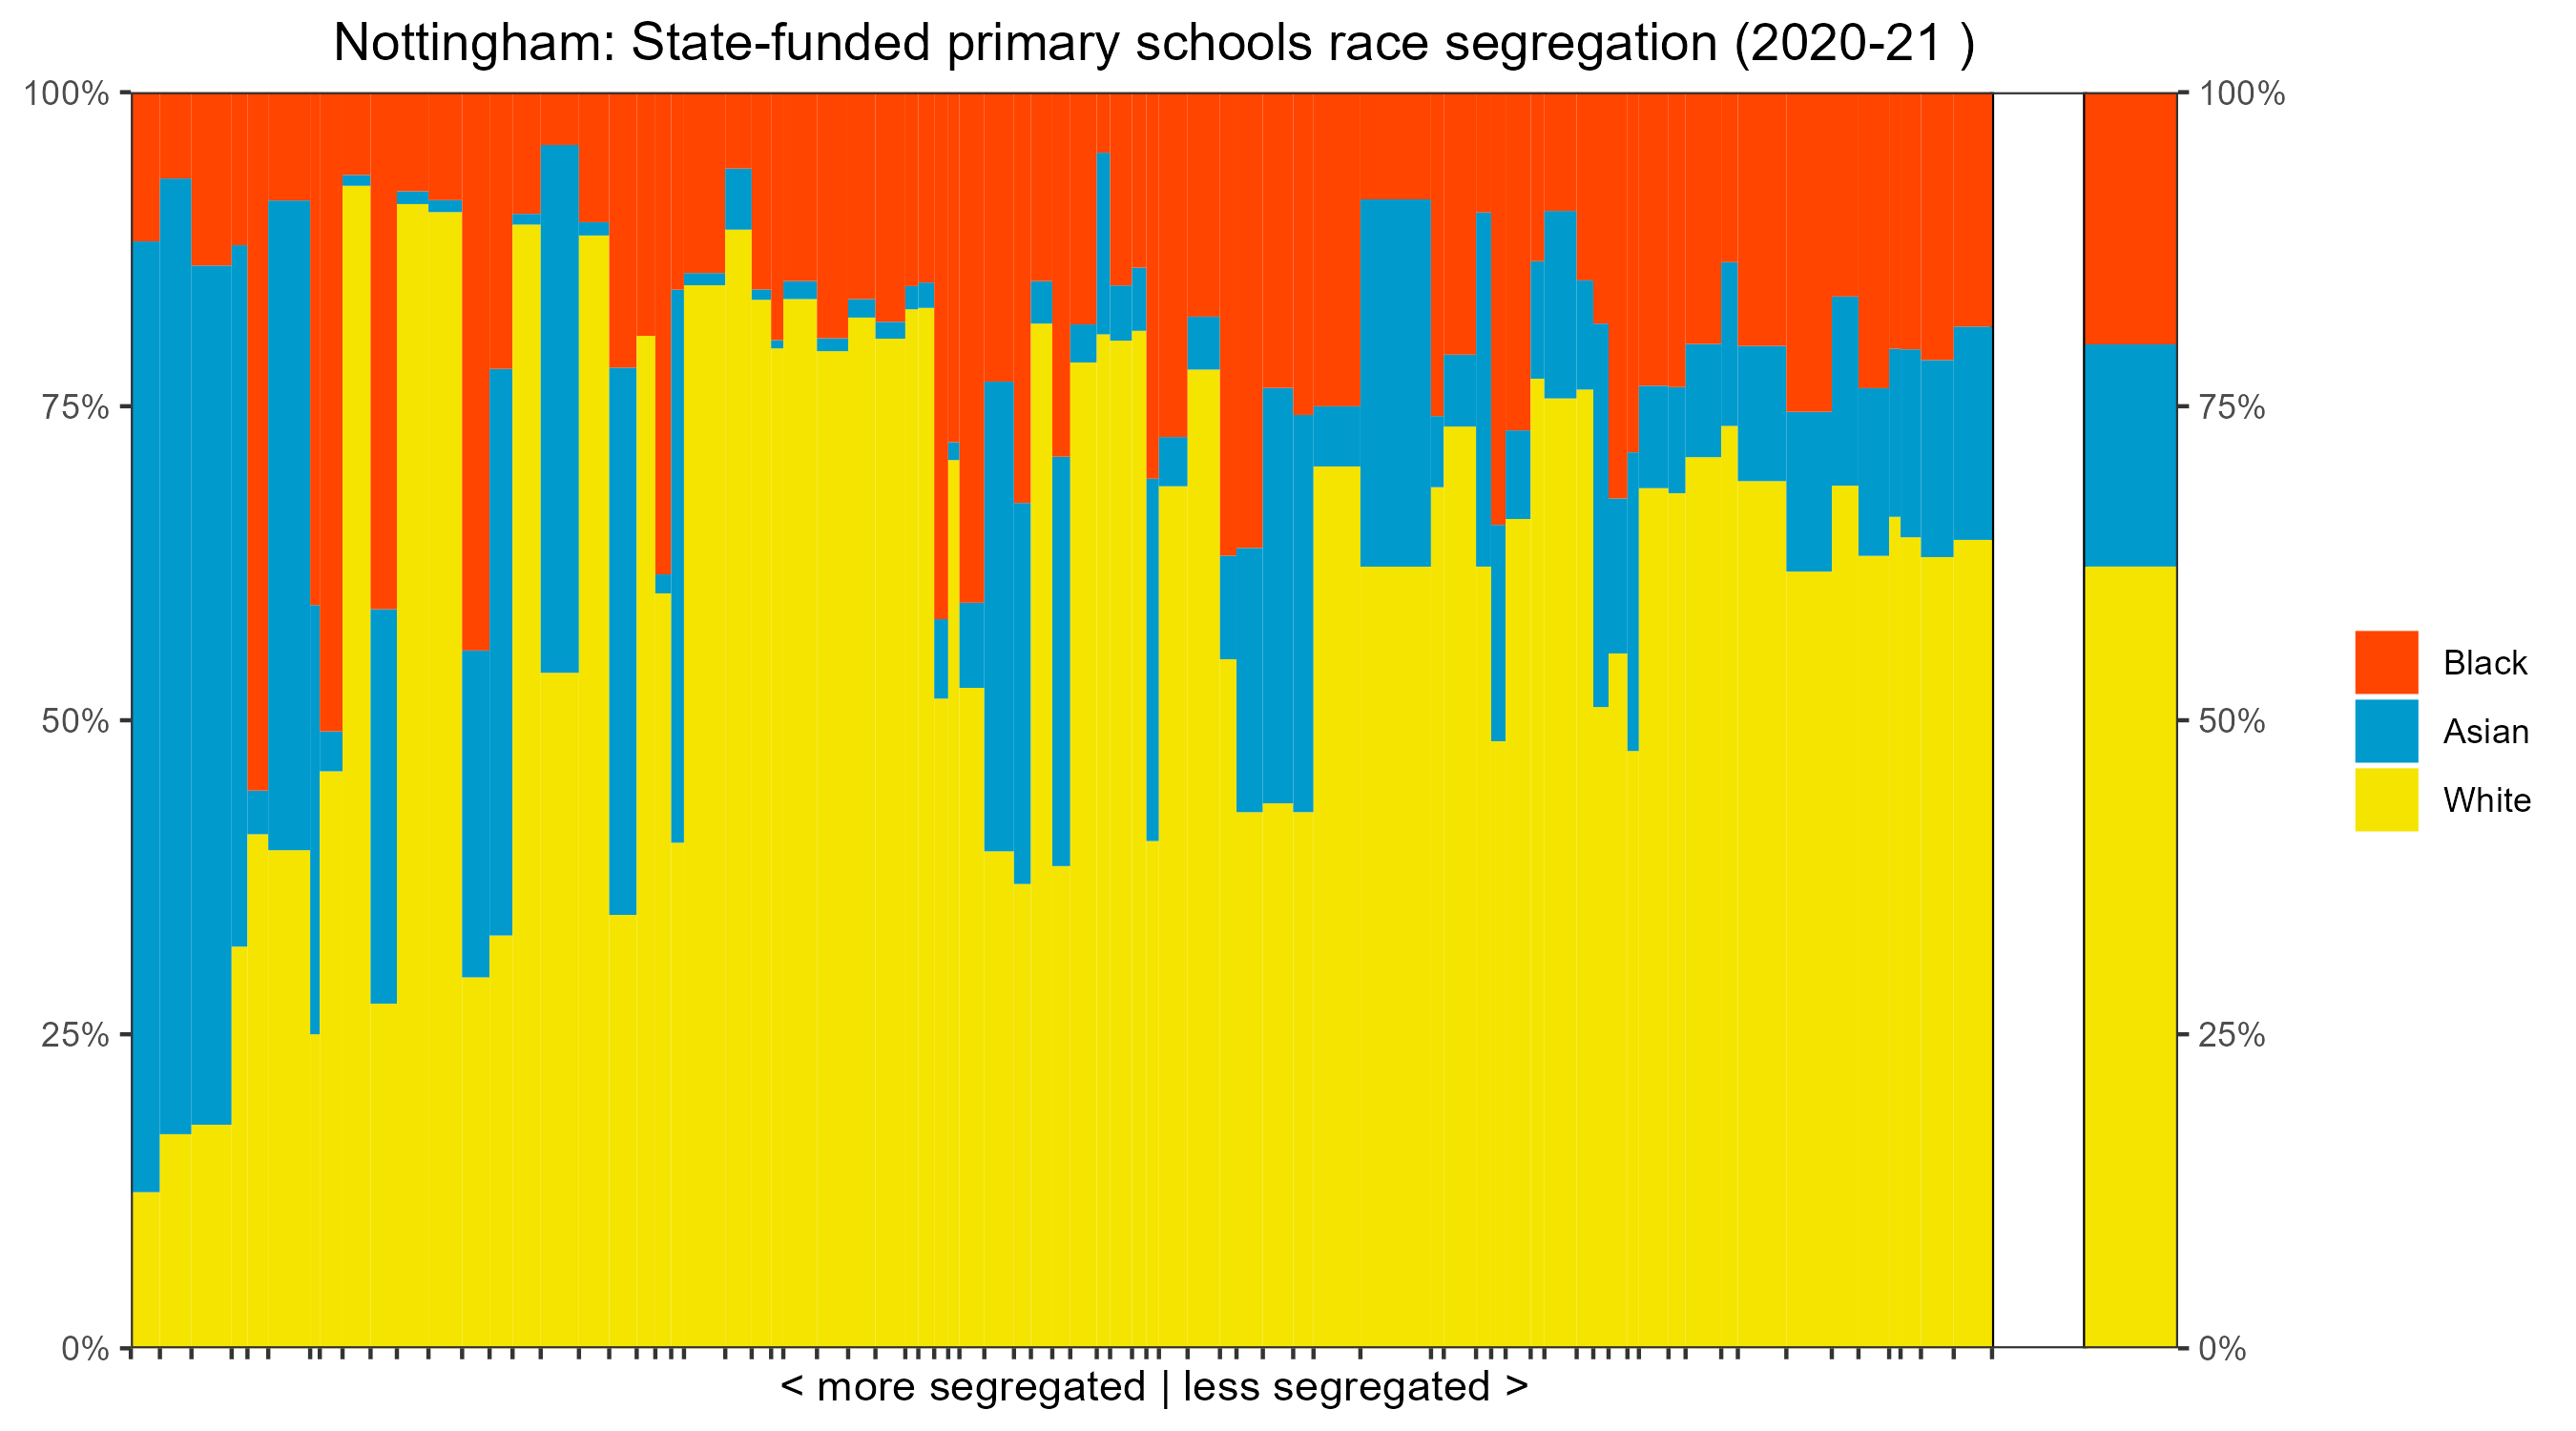 Nottingham: State-funded primary schools race segregation (2020-21 )
100%
75%
50%
25%
0%
100%
75%
50%
25%
0%
Black
Asian
White
< more segregated | less segregated >